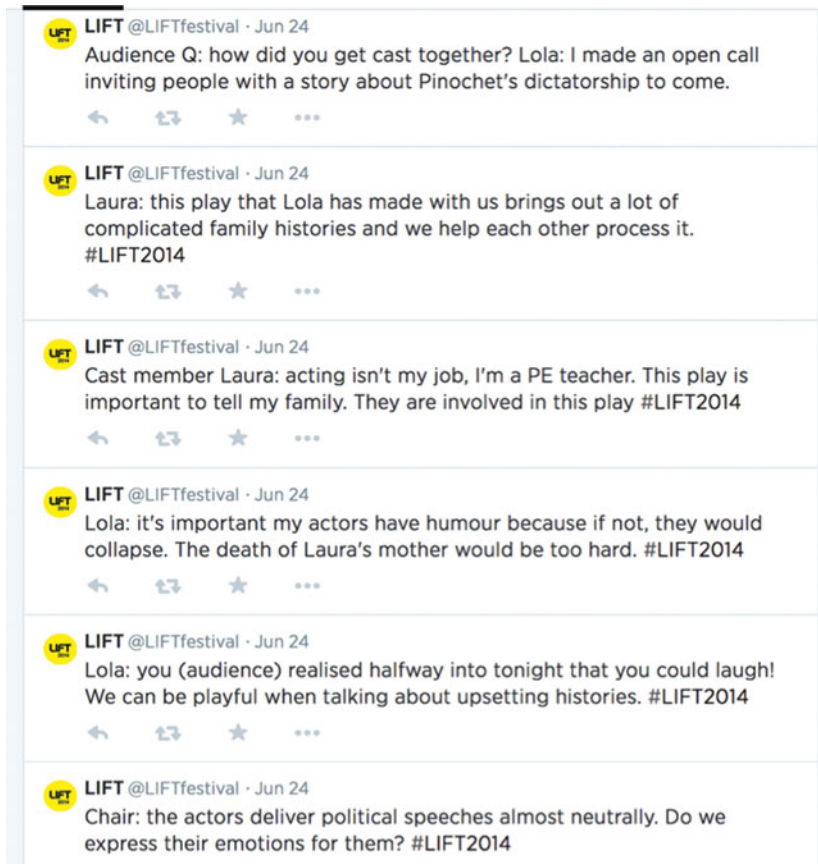 LIFT @LIFTfestival · Jun 24
Audience Q: how did you get cast together? Lola: I made an open call
inviting people with a story about Pinochet's dictatorship to come.
LIFT @LIFTfestival · Jun 24
Laura: this play that Lola has made with us brings out a lot of
complicated family histories and we help each other process it.
#LIFT2014
LIFT @LIFTfestival · Jun 24
Cast member Laura: acting isn't my job, I'm a PE teacher. This play is
important to tell my family. They are involved in this play #LIFT2014
LIFT @LIFTfestival · Jun 24
Lola: it's important my actors have humour because if not, they would
collapse. The death of Laura's mother would be too hard. #LIFT2014
LIFT @LIFTfestival · Jun 24
Lola: you (audience) realised halfway into tonight that you could laugh!
We can be playful when talking about upsetting histories. #LIFT2014
LIFT @LIFTfestival · Jun 24
Chair: the actors deliver political speeches almost neutrally. Do we
express their emotions for them? #LIFT2014